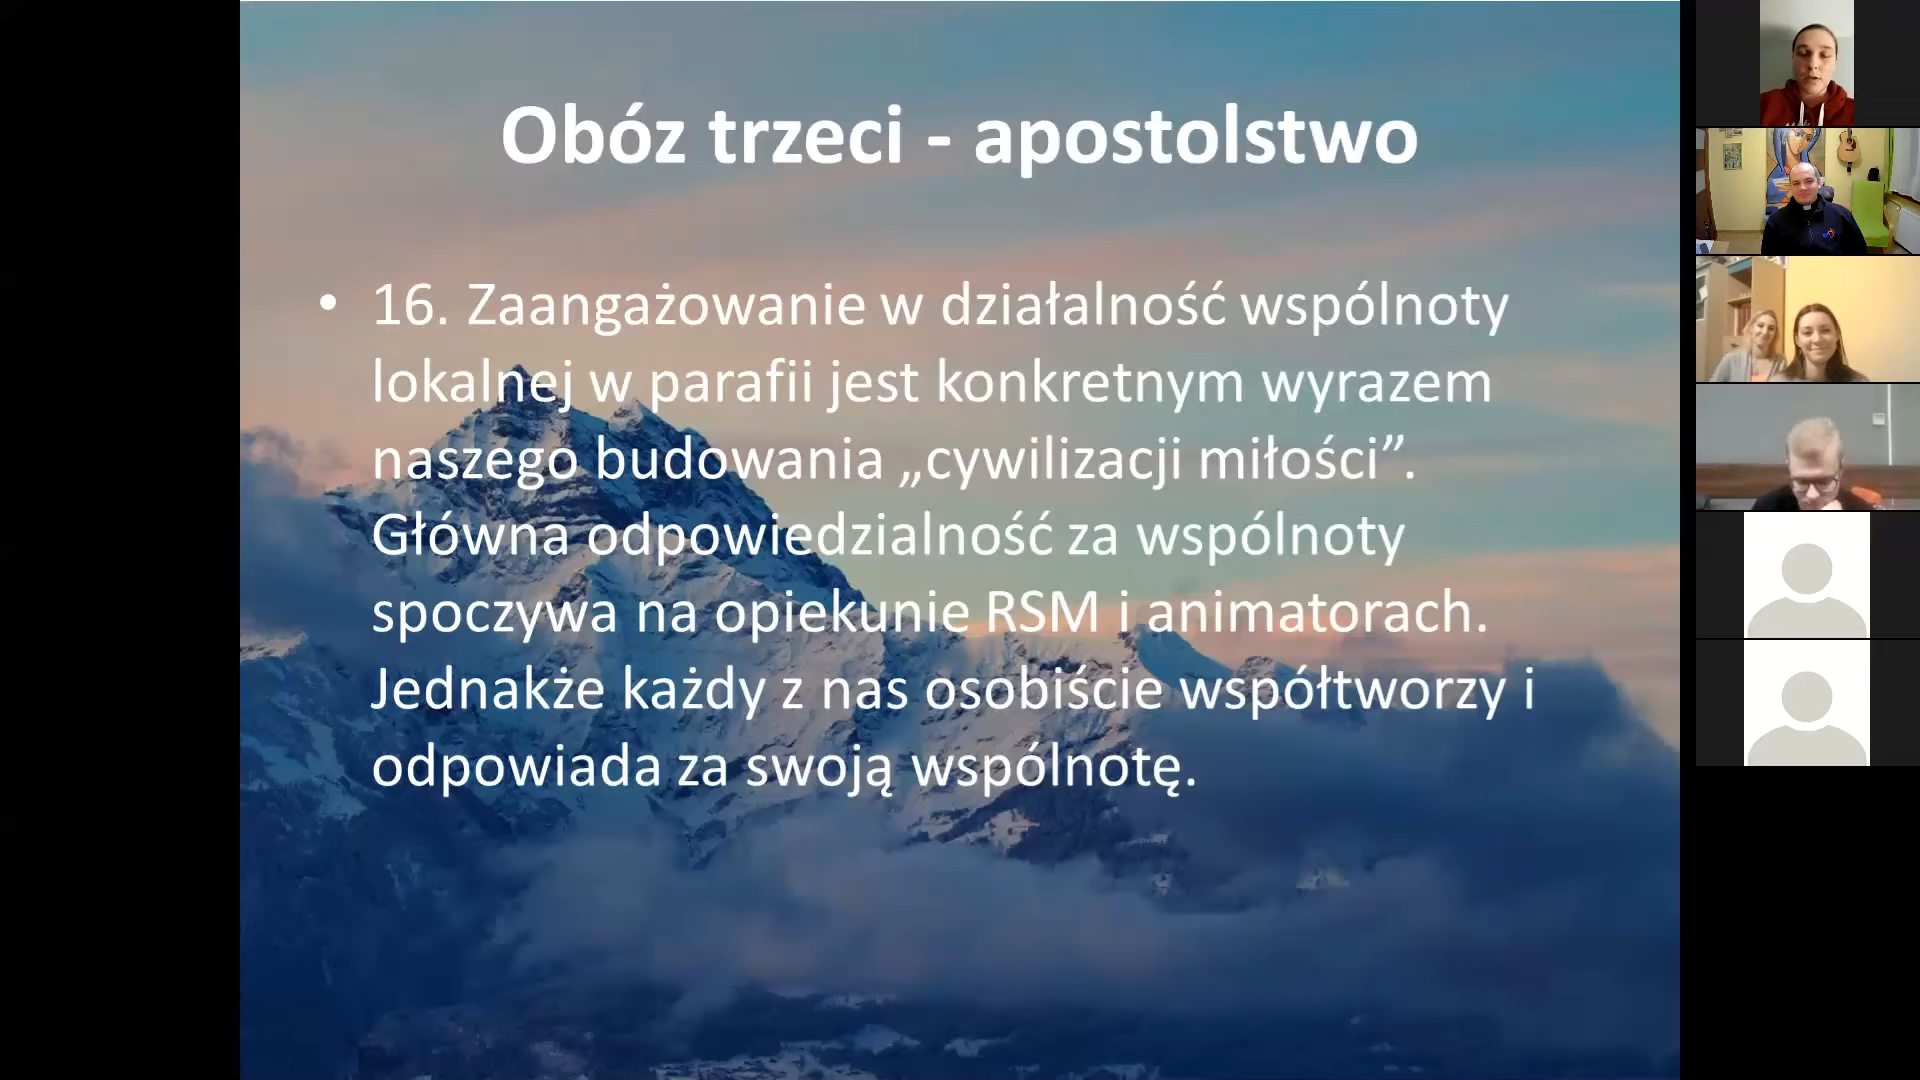 Obóz trzeci - apostolstwo
• 16. Zaangażowanie w działalność wspólnoty
lokalnej w parafii jest konkretnym wyrazem
naszego budowania „cywilizacji miłości”.
Główna odpowiedzialność za wspólnoty
spoczywa na opiekunie RSM i animatorach.
Jednakże każdy z nas osobiście współtworzy i
odpowiada za swoją wspólnotę.